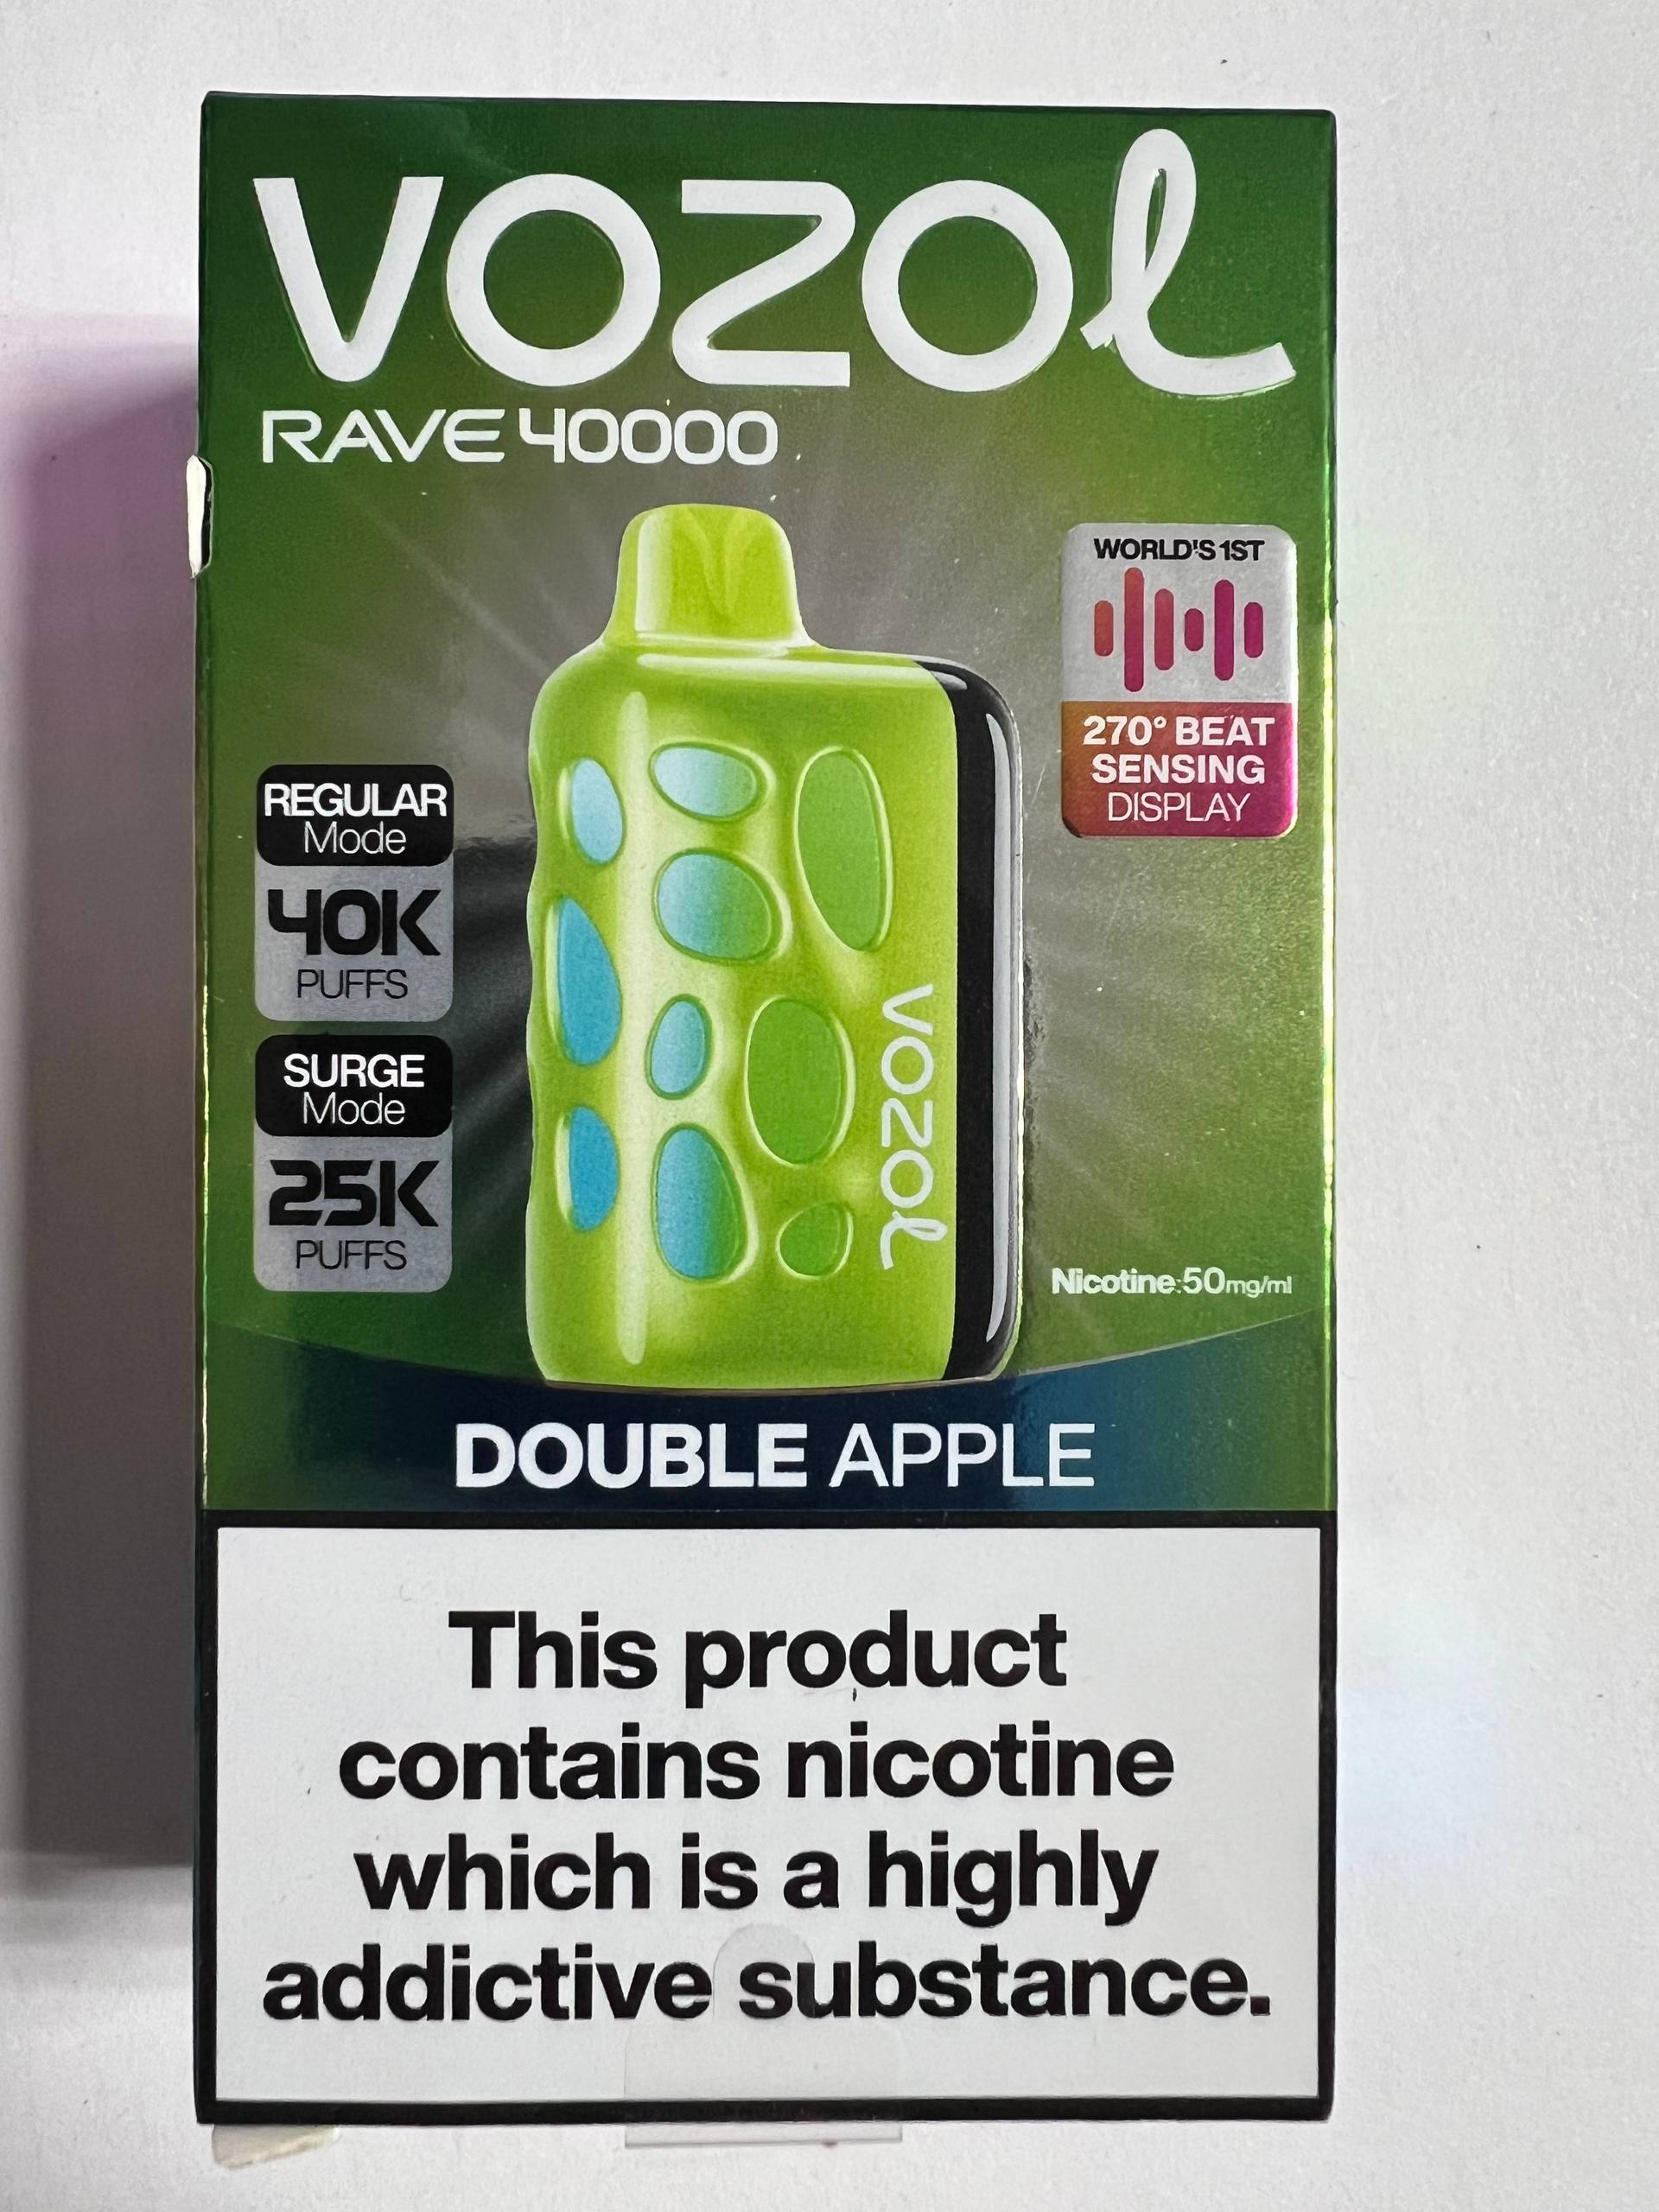 VOZOL
RAVE 40000
WORLD'S 1ST
270° BEAT
SENSING
DISPLAY
REGULAR
Mode
40K
PUFFS
SURGE
Mode
25K
PUFFS
VOZOL
Nicotine:50mg/ml
DOUBLE APPLE
This product
contains nicotine
which is a highly
addictive substance.